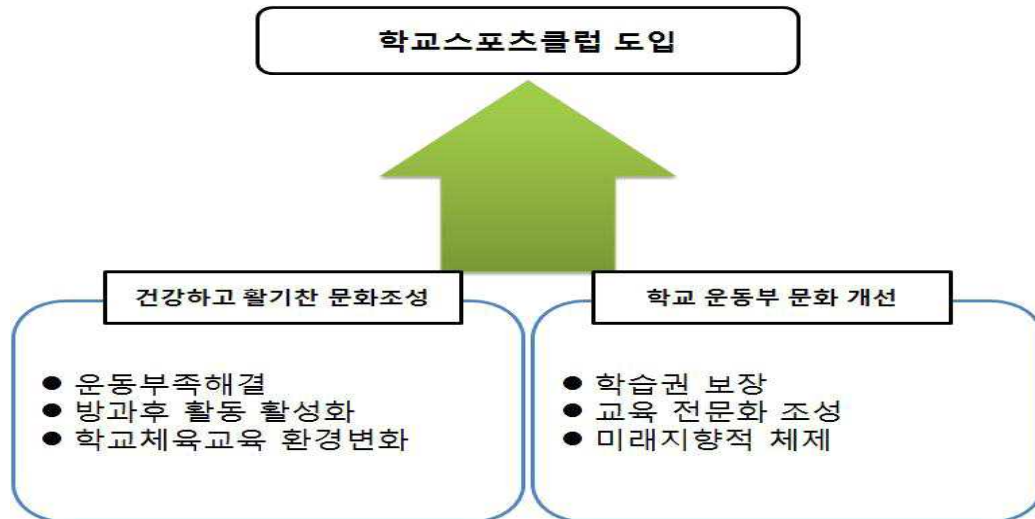 학교스포츠클럽 도입
건강하고 활기찬 문화조성
● 운동부족해결
● 방과후 활동 활성화
● 학교체육교육 환경변화
학교 운동부 문화 개선
● 학습권 보장
● 교육 전문화 조성
● 미래지향적 체제